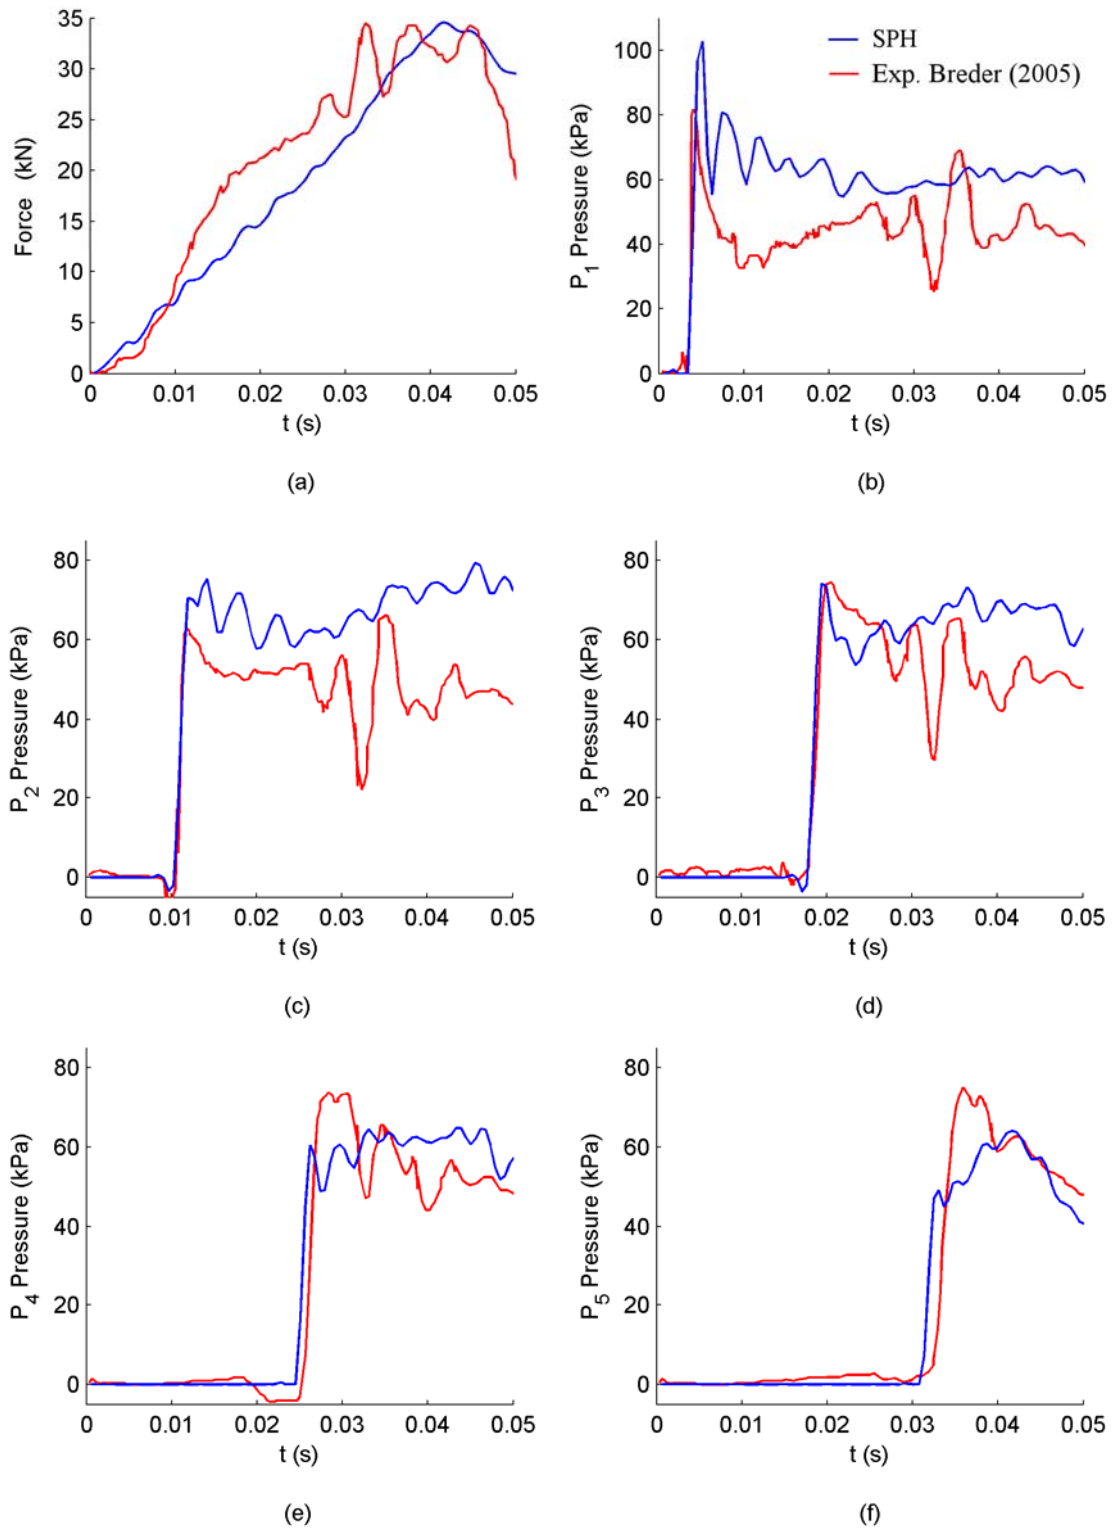 35
30
25
20
15
10
5
0
Force (kN)
0 0.01 0.02 0.03 0.04 0.05
t (s)
(a)
100
80
60
40
20
0
P1 Pressure (kPa)
SPH
Exp. Breder (2005)
0 0.01 0.02 0.03 0.04 0.05
t (s)
(b)
80
60
40
20
0
P2 Pressure (kPa)
0 0.01 0.02 0.03 0.04 0.05
t (s)
(c)
80
60
40
20
0
P3 Pressure (kPa)
0 0.01 0.02 0.03 0.04 0.05
t (s)
(d)
80
60
40
20
0
P4 Pressure (kPa)
0 0.01 0.02 0.03 0.04 0.05
t (s)
(e)
80
60
40
20
0
P5 Pressure (kPa)
0 0.01 0.02 0.03 0.04 0.05
t (s)
(f)